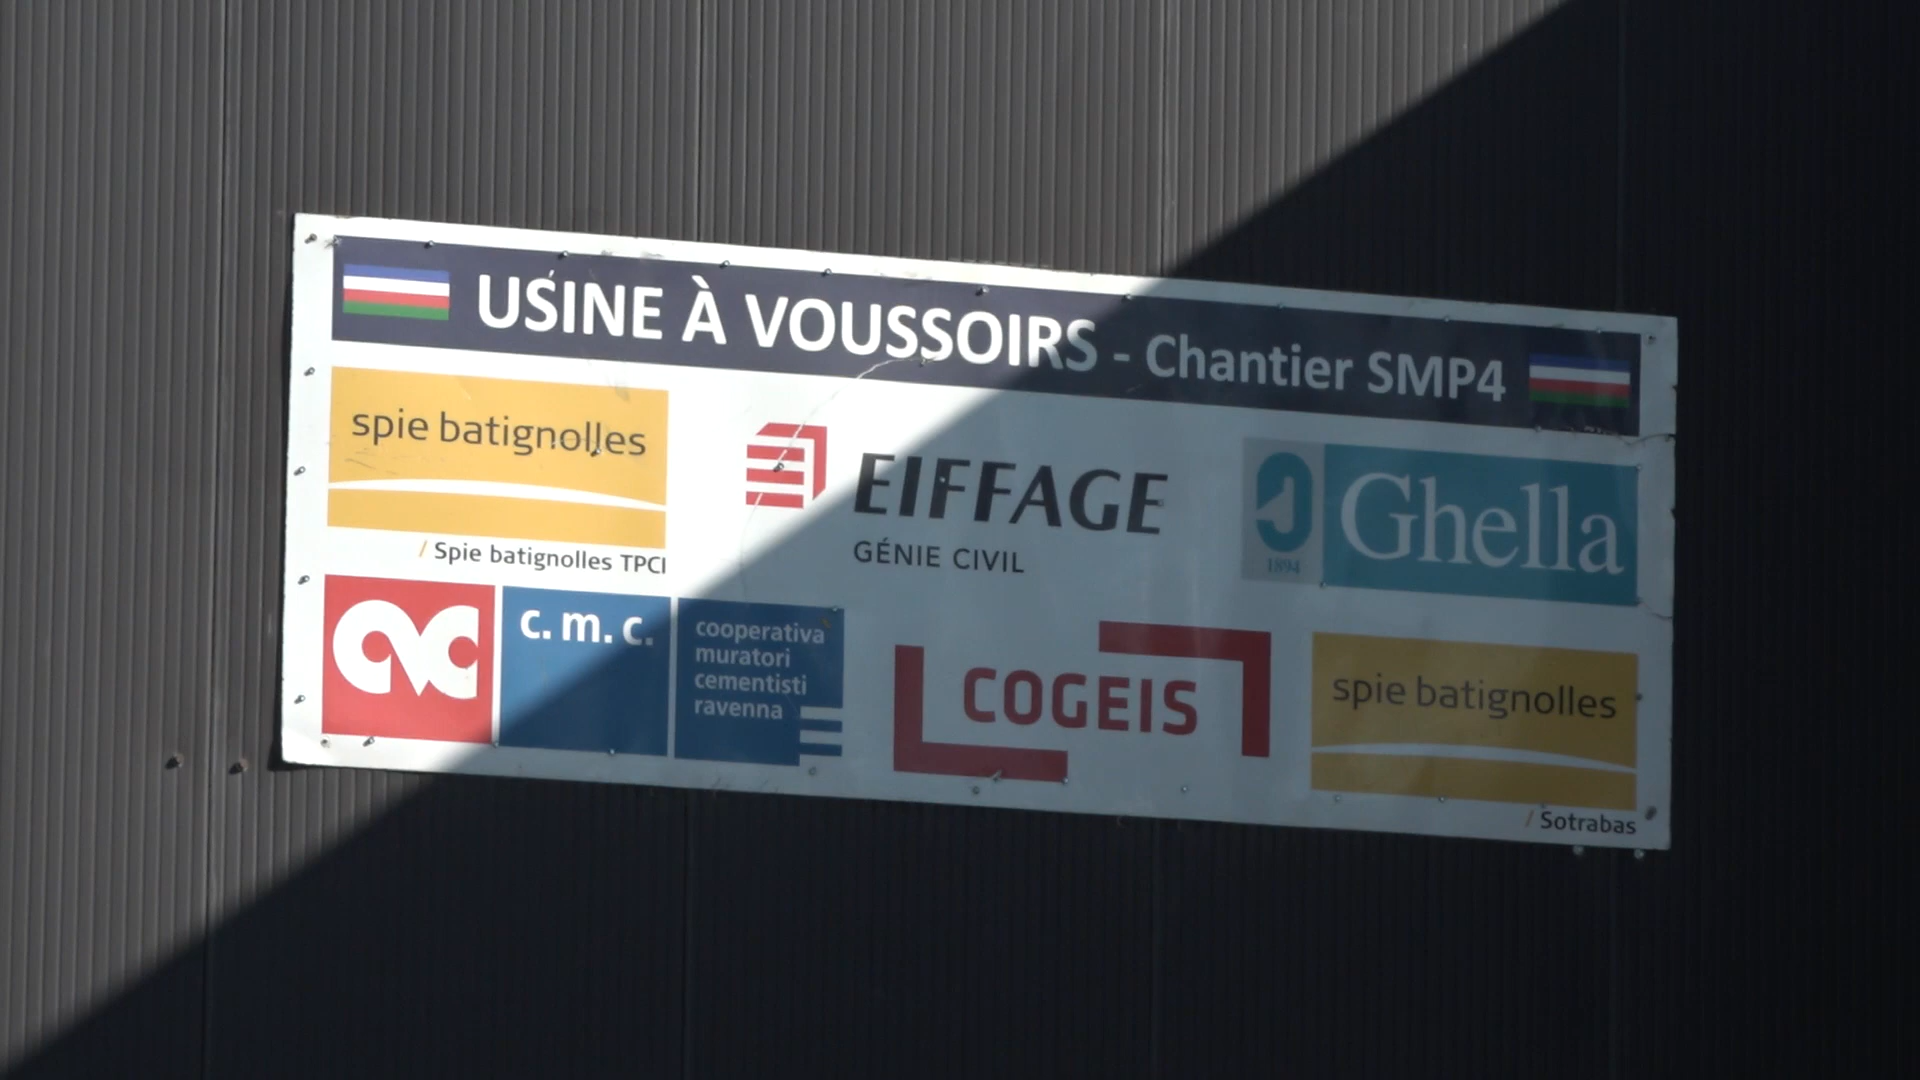 USINE À VOUSSOIRS - Chantier SMP4
spie batignolles
/ Spie batignolles TPCI
EIFFAGE
GÉNIE CIVIL
1894
Ghella
c. m. c.
cooperativa
muratori
cementisti
ravenna
COGEIS
spie batignolles
/ Sotrabas